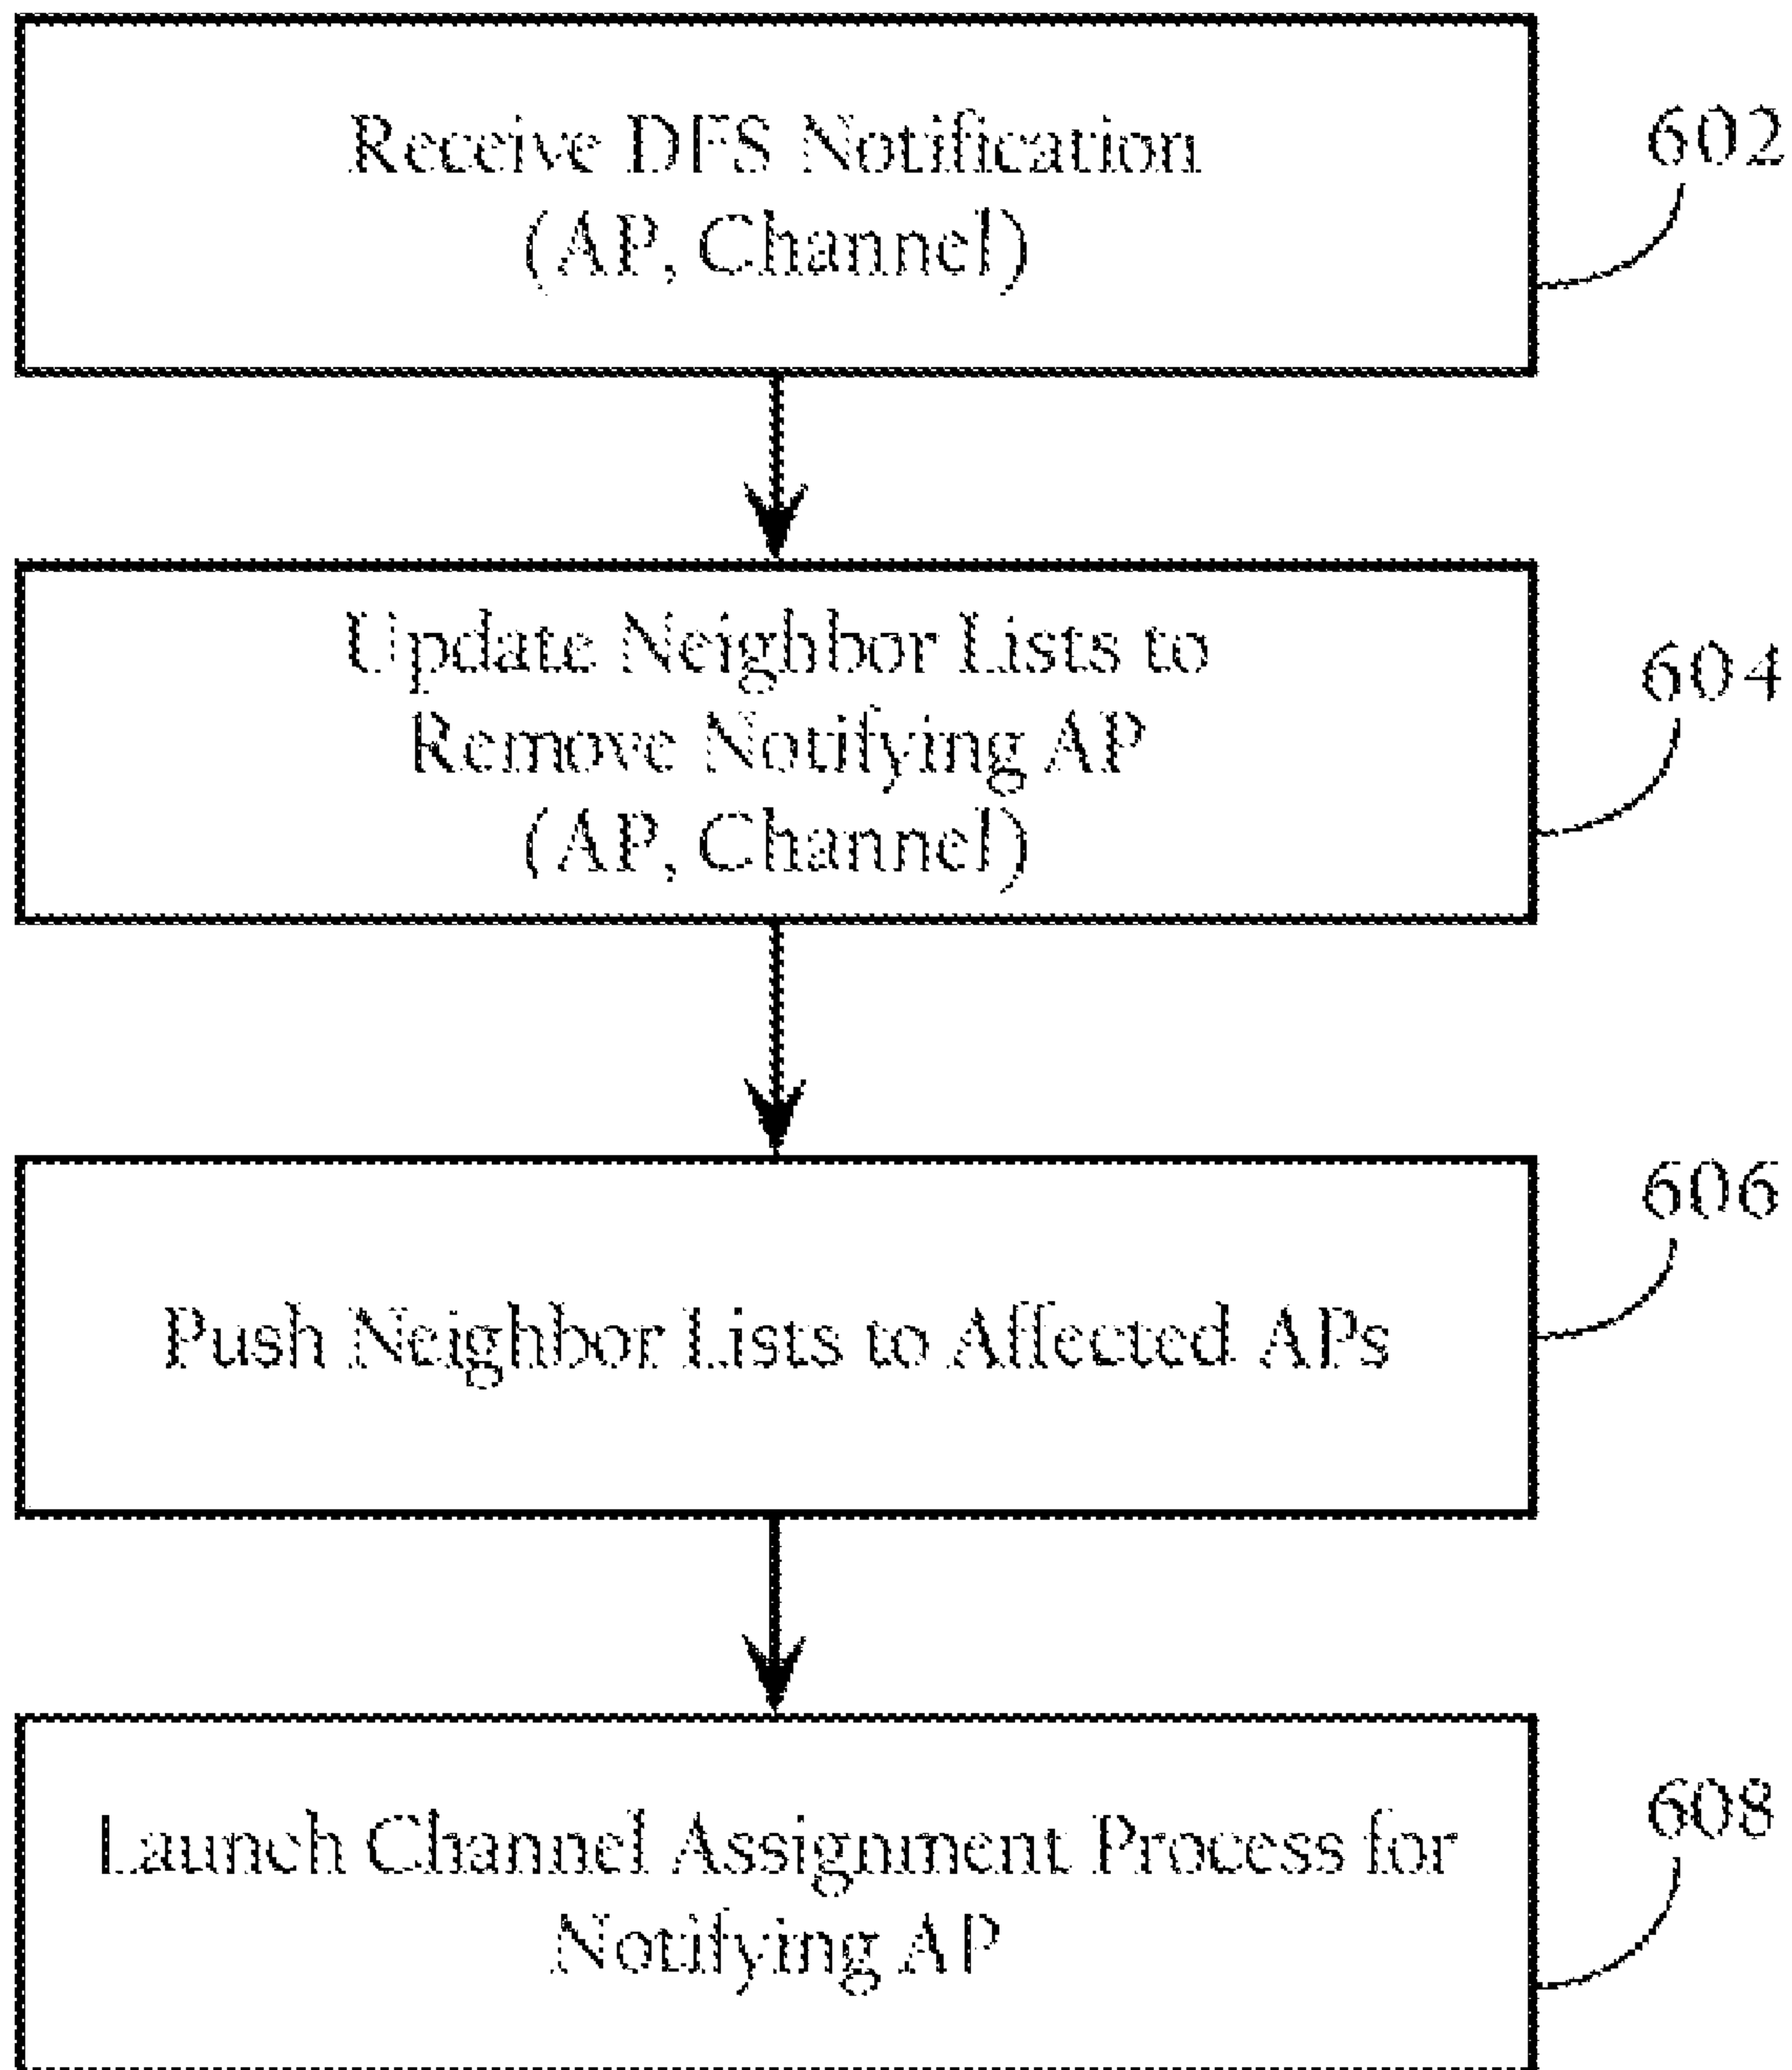 Receive DFS Notification
(AP, Channel)
602
Update Neighbor Lists to
Remove Notifying AP
(AP, Channel)
604
Push Neighbor Lists to Affected APs
606
Launch Channel Assignment Process for
Notifying AP
608